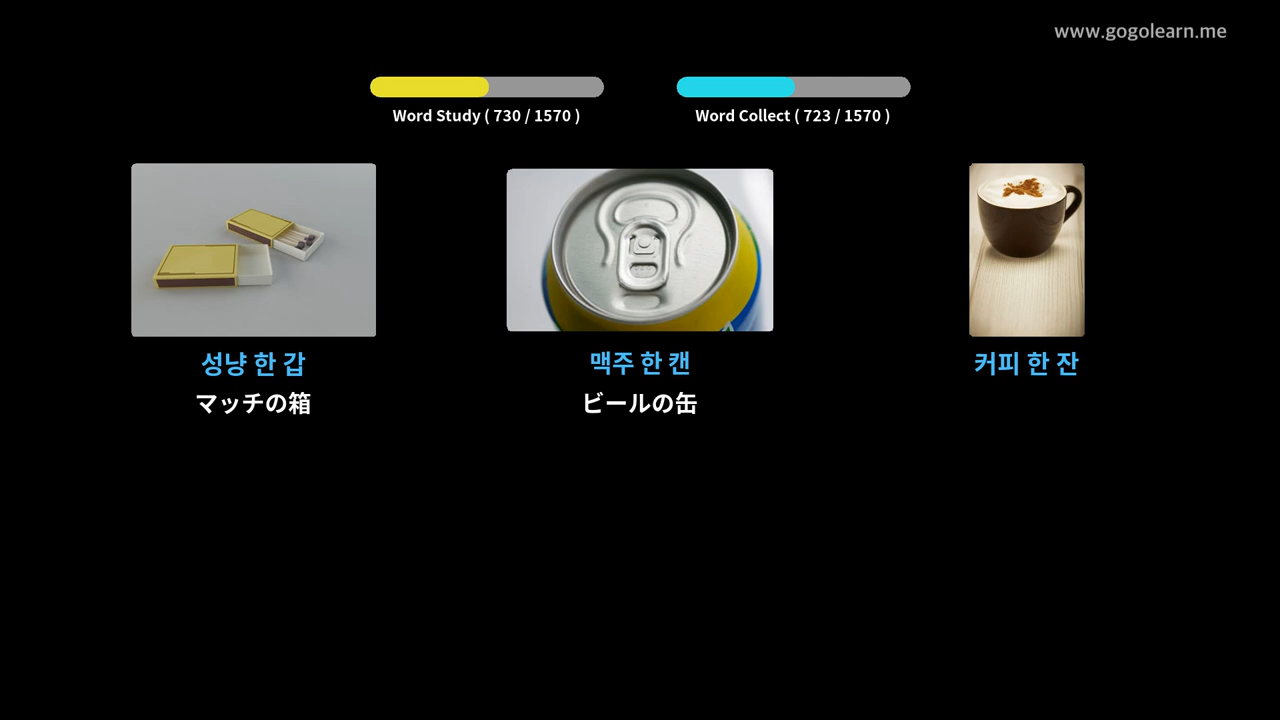 www.gogolearn.me
Word Study ( 730 / 1570 )
Word Collect ( 723 / 1570 )
성냥 한 갑
맥주 한 캔
커피 한 잔
マッチの箱
ビールの缶